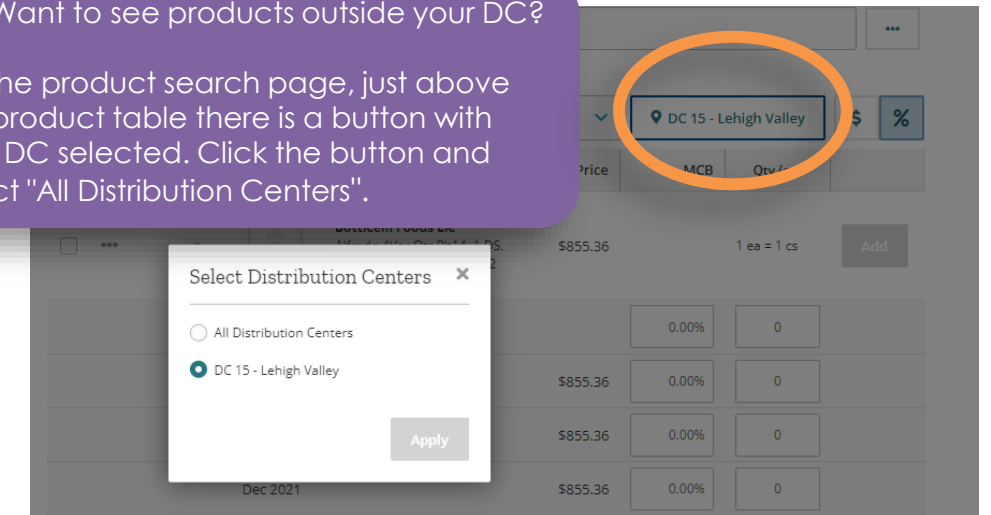 Want to see products outside your DC?
he product search page, just above
product table there is a button with
DC selected. Click the button and
ct "All Distribution Centers".
DC 15 - Lehigh Valley
$ %
Price MCB Qty
$855.36 1 ea = 1 cs Add
Select Distribution Centers ×
All Distribution Centers
0.00% 0
DC 15 - Lehigh Valley
$855.36 0.00% 0
Apply
$855.36 0.00% 0
Dec 2021 $855.36 0.00% 0